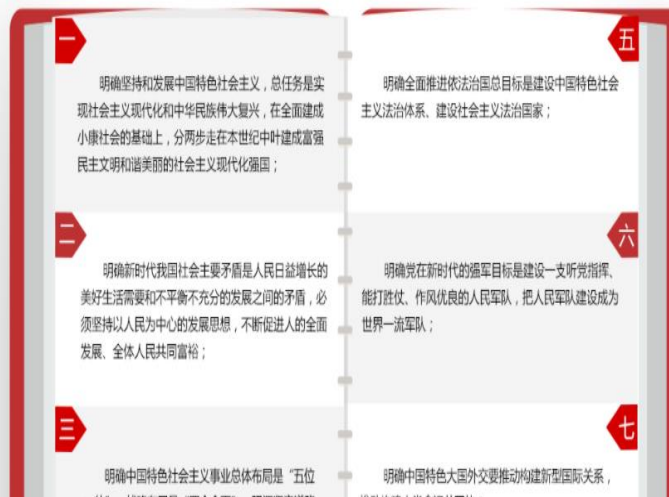 一
明确坚持和发展中国特色社会主义，总任务是实
现社会主义现代化和中华民族伟大复兴，在全面建成
小康社会的基础上，分两步走在本世纪中叶建成富强
民主文明和谐美丽的社会主义现代化强国；
二
明确新时代我国社会主要矛盾是人民日益增长的
美好生活需要和不平衡不充分的发展之间的矛盾，必
须坚持以人民为中心的发展思想，不断促进人的全面
发展、全体人民共同富裕；
三
明确中国特色社会主义事业总体布局是“五位
五
明确全面推进依法治国总目标是建设中国特色社会
主义法治体系、建设社会主义法治国家；
六
明确党在新时代的强军目标是建设一支听党指挥、
能打胜仗、作风优良的人民军队，把人民军队建设成为
世界一流军队；
七
明确中国特色大国外交要推动构建新型国际关系，